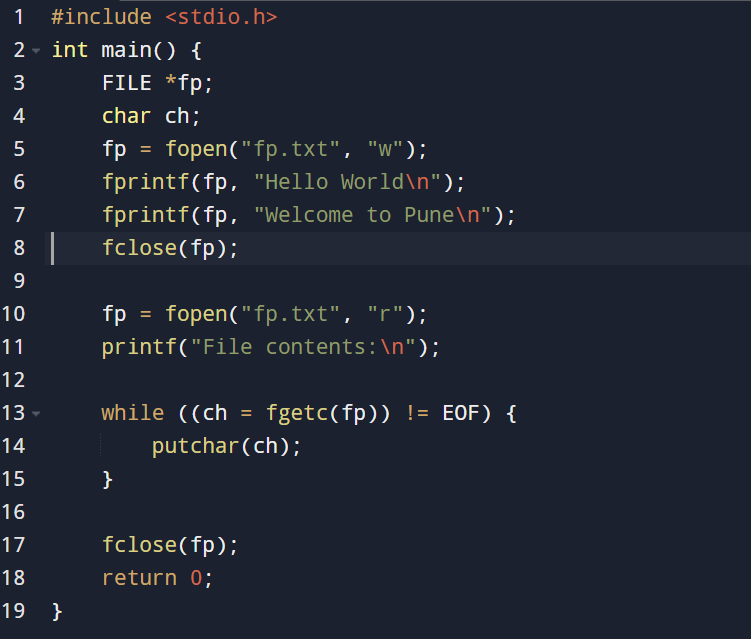 1 #include <stdio.h>
2 int main() {
3     FILE *fp;
4     char ch;
5     fp = fopen("fp.txt", "w");
6     fprintf(fp, "Hello World\n");
7     fprintf(fp, "Welcome to Pune\n");
8     fclose(fp);
9
10     fp = fopen("fp.txt", "r");
11     printf("File contents:\n");
12
13     while ((ch = fgetc(fp)) != EOF) {
14         putchar(ch);
15     }
16
17     fclose(fp);
18     return 0;
19 }